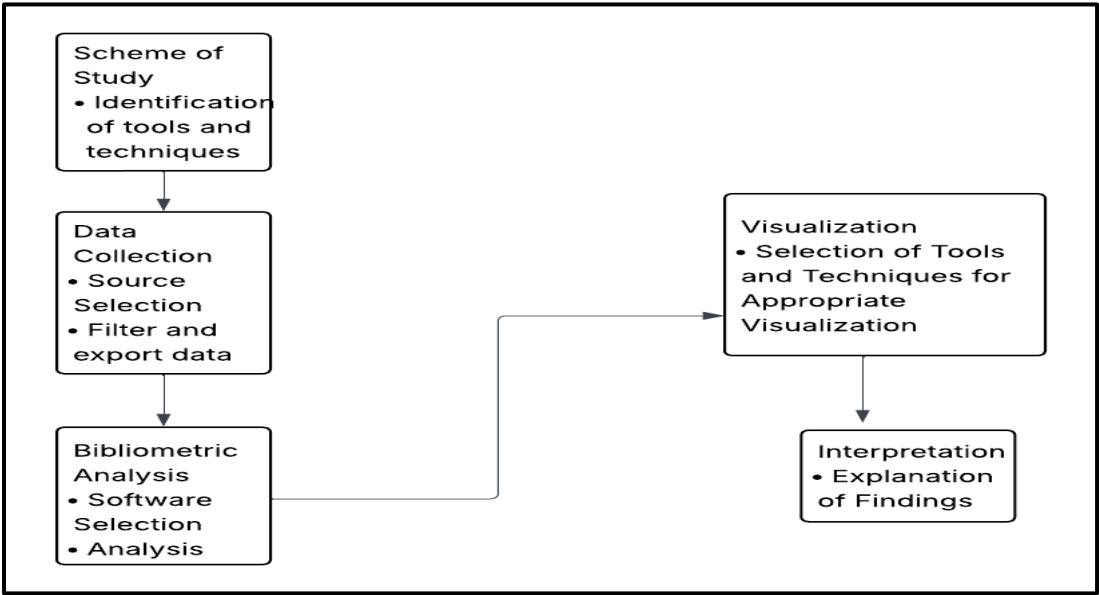 Scheme of
Study
• Identification
of tools and
techniques
Data
Collection
• Source
Selection
• Filter and
export data
Bibliometric
Analysis
• Software
Selection
• Analysis
Visualization
• Selection of Tools
and Techniques for
Appropriate
Visualization
Interpretation
• Explanation
of Findings